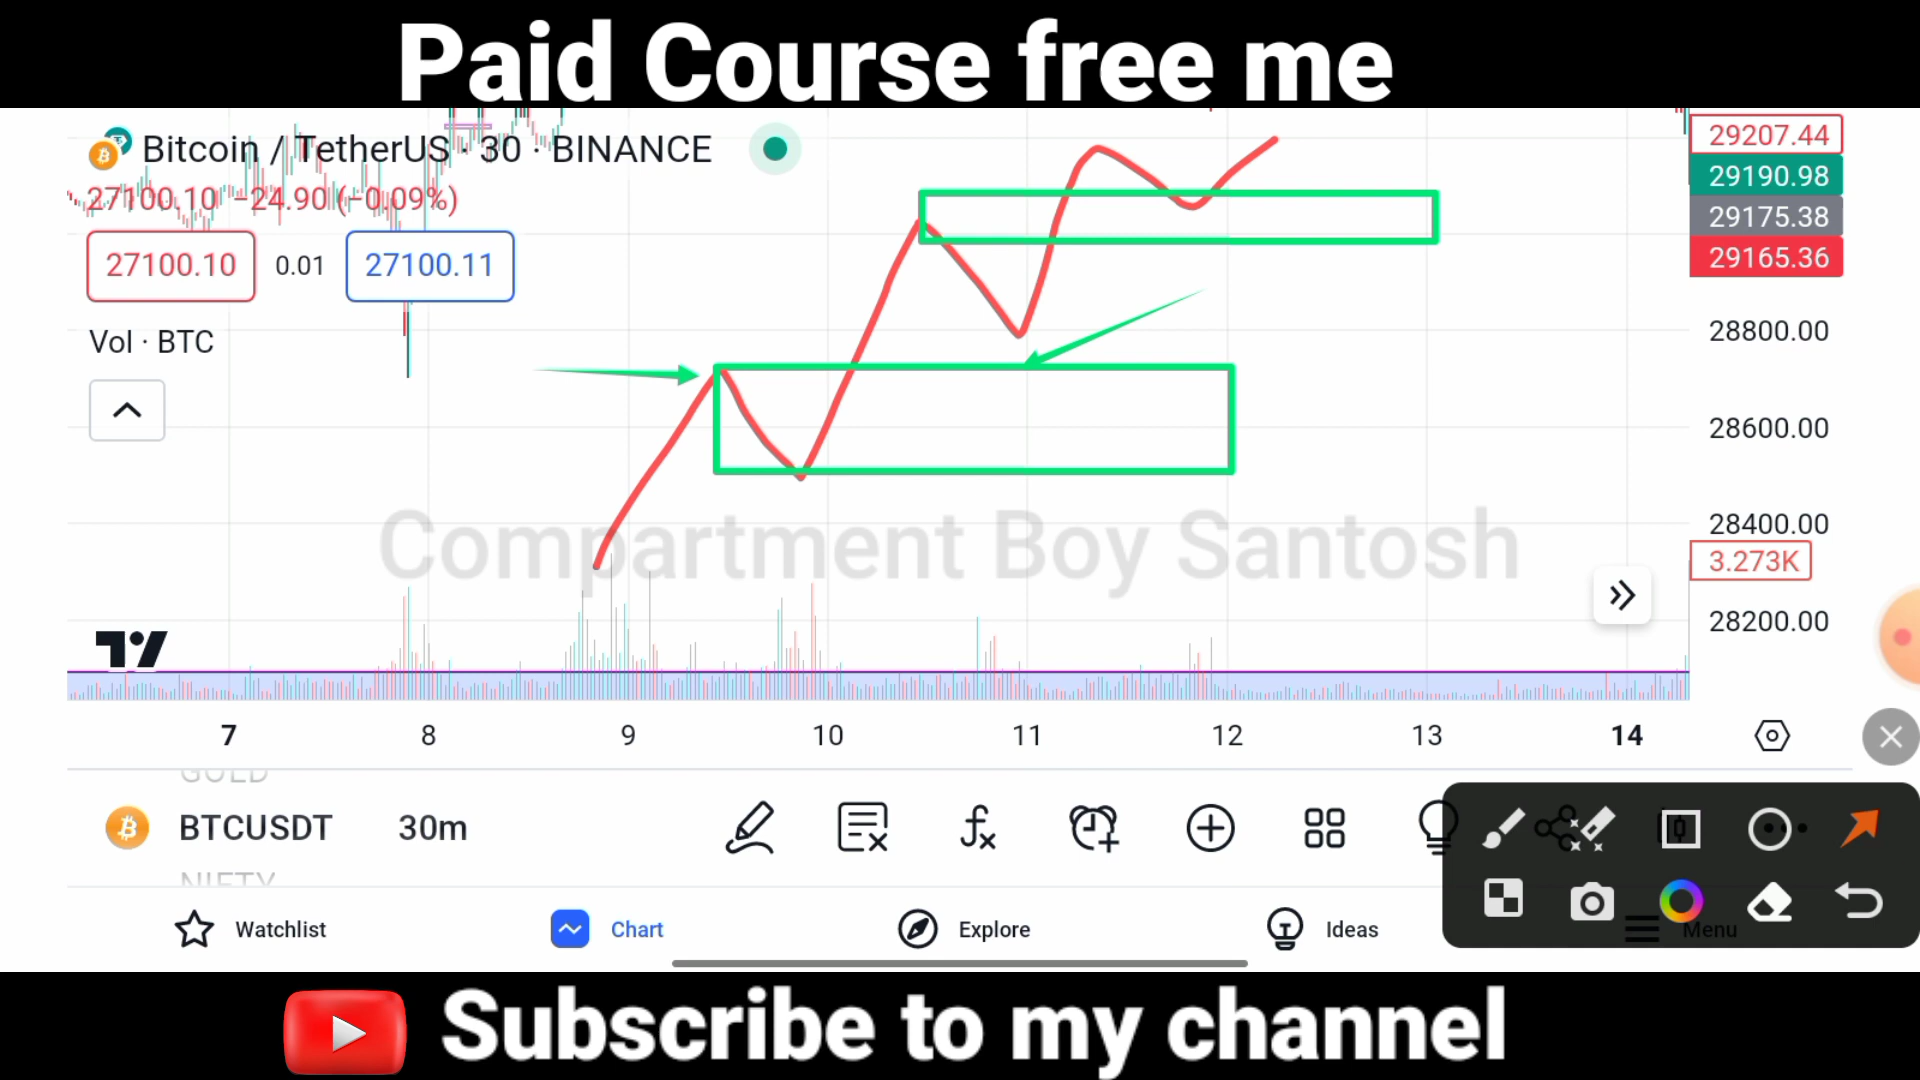 Paid Course free me
Bitcoin / TetherUS · 30 · BINANCE
27100.10 −24.90 (−0.09%)
27100.10 0.01 27100.11
Vol · BTC
29207.44
29190.98
29175.38
29165.36
28800.00
28600.00
28400.00
3.273K
28200.00
Compartment Boy Santosh
7 8 9 10 11 12 13 14
GOLD
BTCUSDT 30m
NIFTY
Watchlist Chart Explore Ideas Menu
Subscribe to my channel